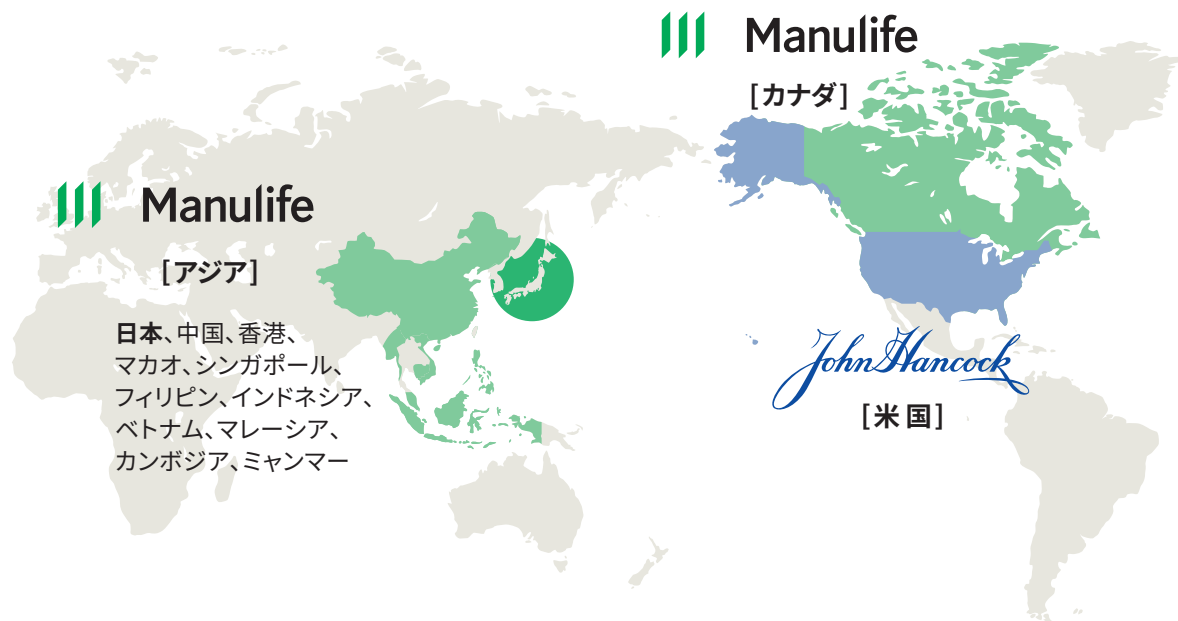 Manulife
[カナダ]
Manulife
[アジア]
日本、中国、香港、
マカオ、シンガポール、
フィリピン、インドネシア、
ベトナム、マレーシア、
カンボジア、ミャンマー
John Hancock
[米国]